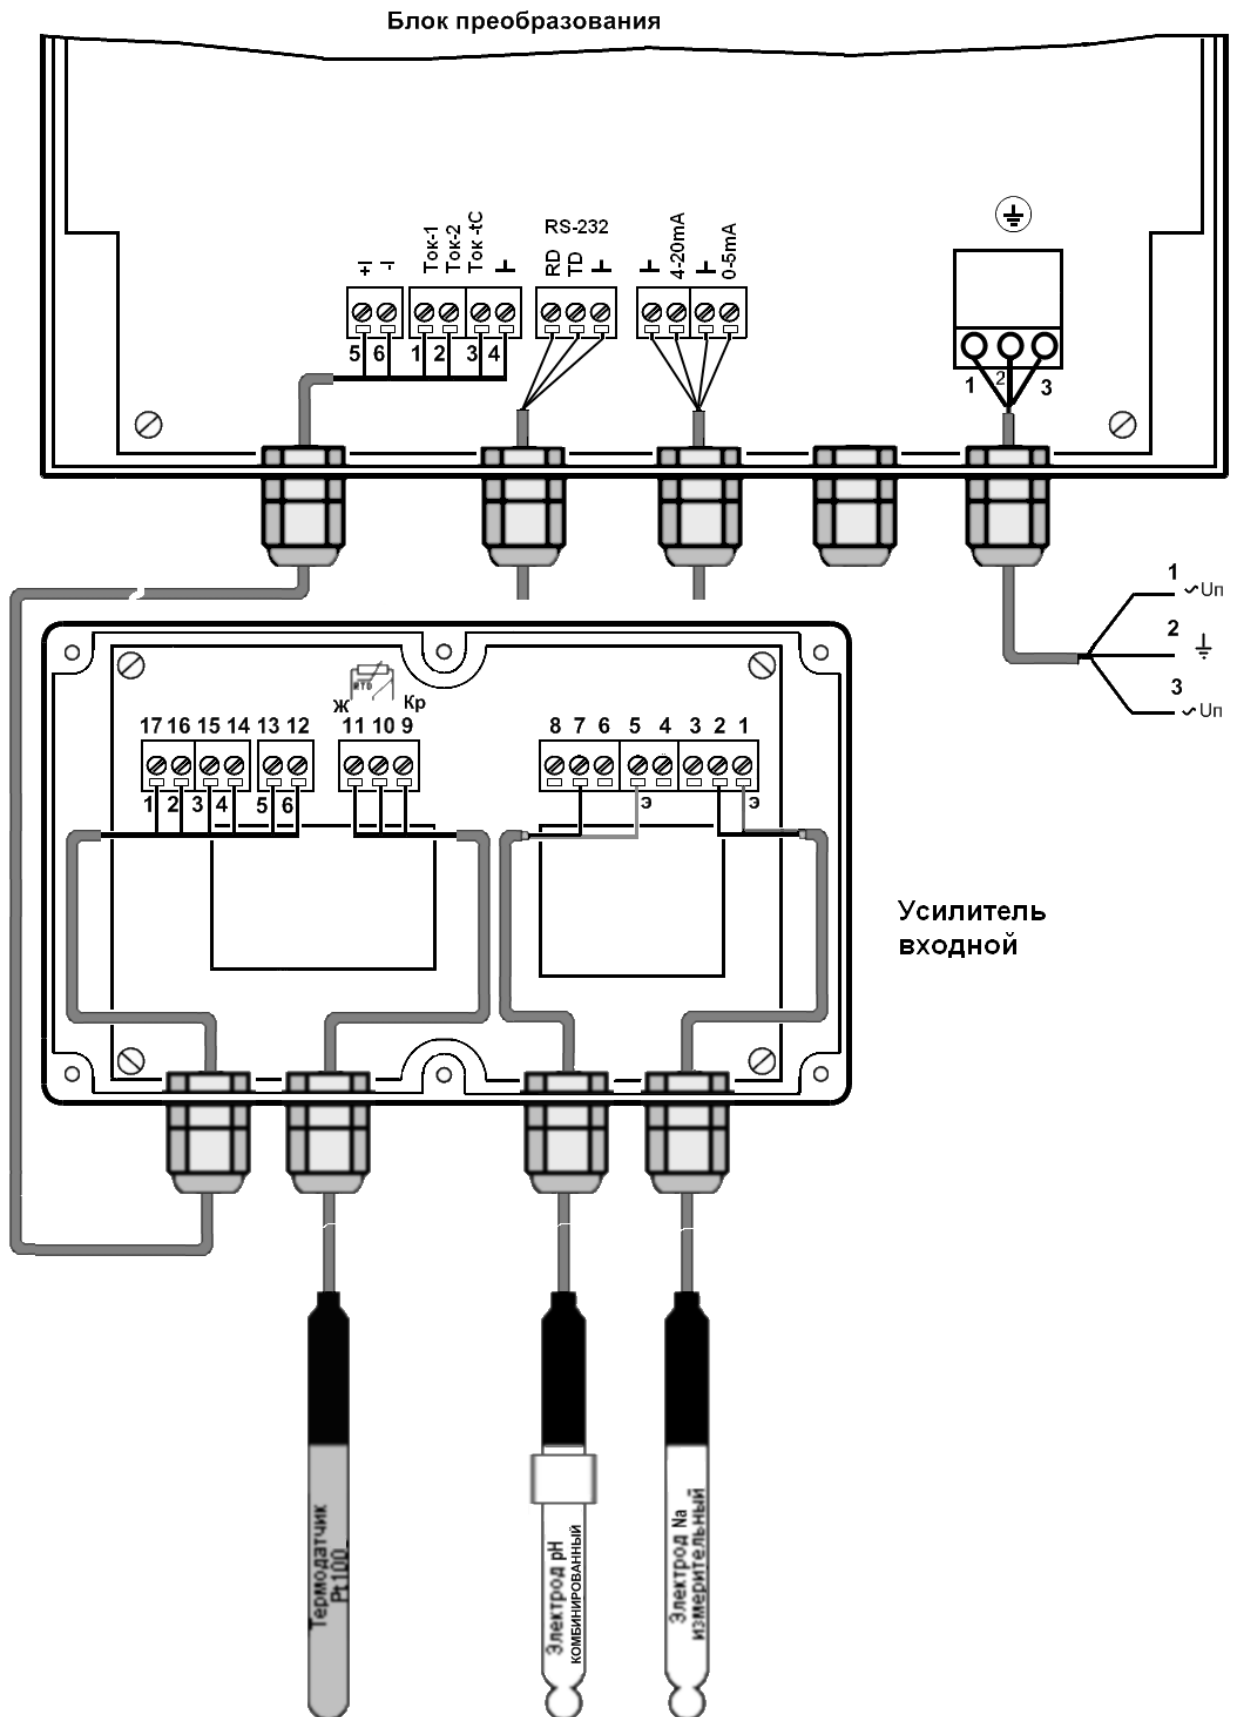 Блок преобразования
+I
-I
Ток-1
Ток-2
Ток -tC
RS-232
RD
TD
4-20mA
0-5mA
5 6 1 2 3 4
1 2 3
1
~Uп
2
3
~Uп
Ж
Кр
17 16 15 14 13 12 11 10 9 8 7 6 5 4 3 2 1
1 2 3 4 5 6
Э
Э
Усилитель
входной
Термодатчик
Pt100
Электрод pH
КОМБИНИРОВАННЫЙ
Электрод Na
измерительный